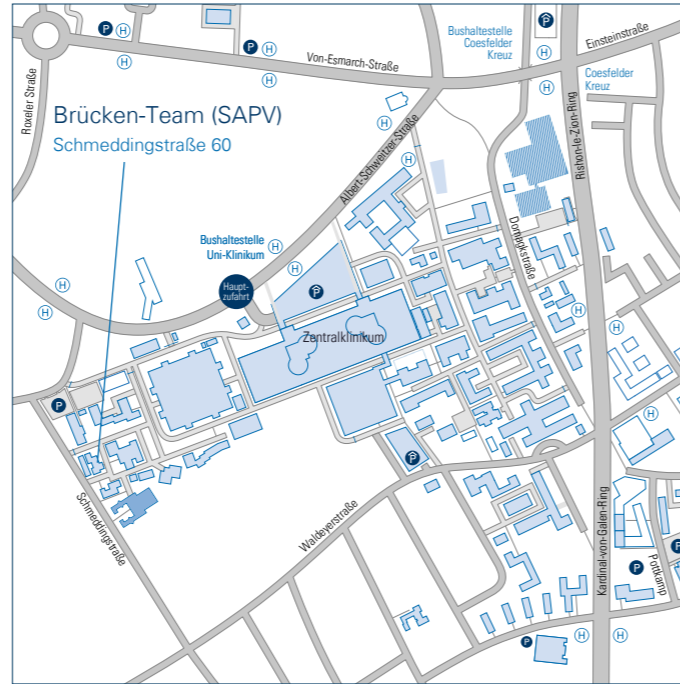 P
H
P
H
P
Bushaltestelle
Coesfelder
Kreuz
H
Einsteinstraße
H
H
Von-Esmarch-Straße
H
Coesfelder
Kreuz
Roxeler Straße
Brücken-Team (SAPV)
Schmeddingstraße 60
H
Albert-Schweitzer-Straße
H
Rishon-le-Zion-Ring
Domagkstraße
Bushaltestelle
Uni-Klinikum
H
H
H
H
Haupt-
zufahrt
P
H
H
Zentralklinikum
P
H
P
H
Schmeddingstraße
Waldeyerstraße
Kardinal-von-Galen-Ring
P
P
Pottkamp
P
H
H